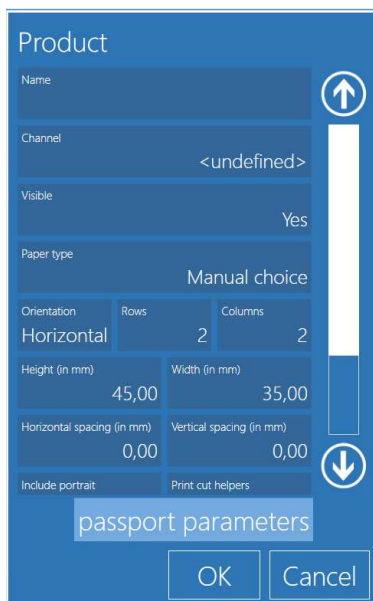 Product
Name
Channel
<undefined>
Visible
Yes
Paper type
Manual choice
Orientation Rows Columns
Horizontal 2 2
Height (in mm) Width (in mm)
45,00 35,00
Horizontal spacing (in mm) Vertical spacing (in mm)
0,00 0,00
Include portrait Print cut helpers
passport parameters
OK Cancel